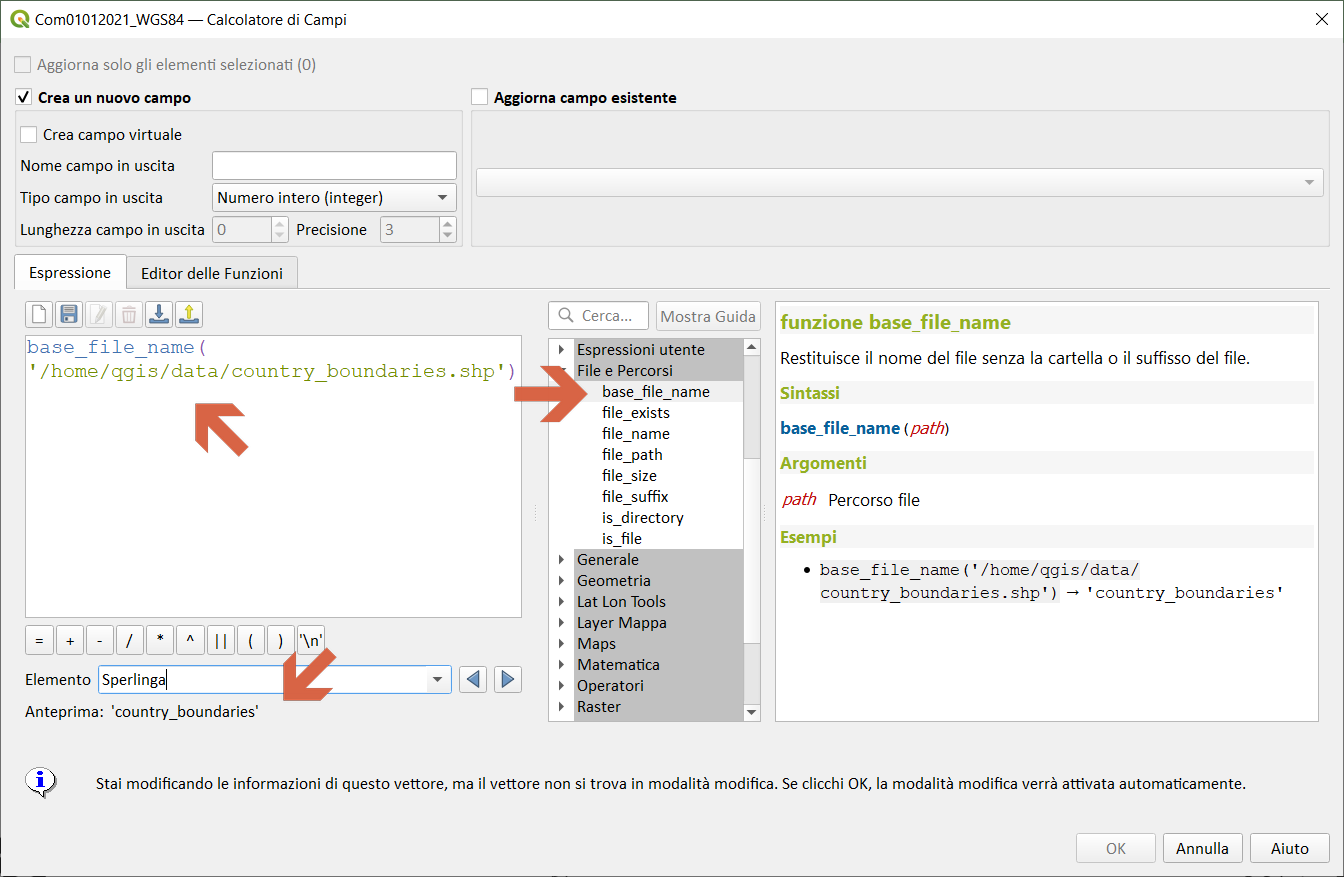 Com01012021_WGS84 — Calcolatore di Campi
Aggiorna solo gli elementi selezionati (0)
Crea un nuovo campo
Aggiorna campo esistente
Crea campo virtuale
Nome campo in uscita
Tipo campo in uscita Numero intero (integer)
Lunghezza campo in uscita 0 Precisione 3
Espressione Editor delle Funzioni
base_file_name(
'/home/qgis/data/country_boundaries.shp')
= + - / * ^ || ( ) '\n'
Elemento Sperlinga
Anteprima: 'country_boundaries'
Cerca... Mostra Guida
Espressioni utente
File e Percorsi
base_file_name
file_exists
file_name
file_path
file_size
file_suffix
is_directory
is_file
Generale
Geometria
Lat Lon Tools
Layer Mappa
Maps
Matematica
Operatori
Raster
funzione base_file_name
Restituisce il nome del file senza la cartella o il suffisso del file.
Sintassi
base_file_name(path)
Argomenti
path Percorso file
Esempi
• base_file_name('/home/qgis/data/
country_boundaries.shp') → 'country_boundaries'
Stai modificando le informazioni di questo vettore, ma il vettore non si trova in modalità modifica. Se clicchi OK, la modalità modifica verrà attivata automaticamente.
OK Annulla Aiuto